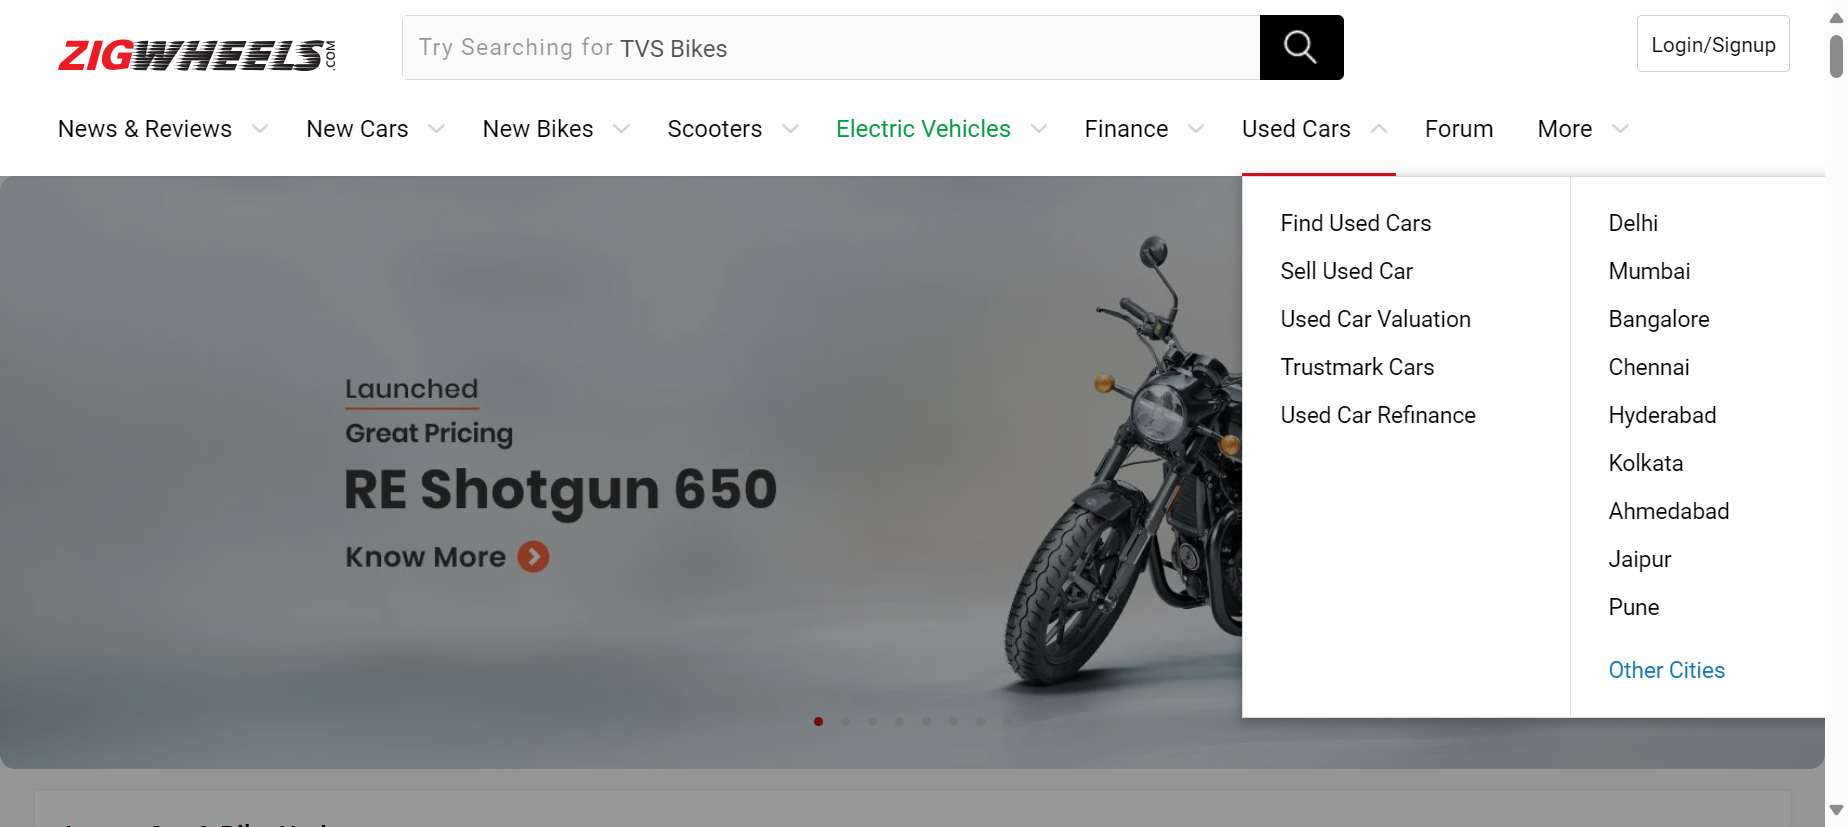 ZIGWHEELS.COM
Try Searching for TVS Bikes
Login/Signup
News & Reviews
New Cars
New Bikes
Scooters
Electric Vehicles
Finance
Used Cars
Forum
More
Launched
Great Pricing
RE Shotgun 650
Know More
Find Used Cars
Sell Used Car
Used Car Valuation
Trustmark Cars
Used Car Refinance
Delhi
Mumbai
Bangalore
Chennai
Hyderabad
Kolkata
Ahmedabad
Jaipur
Pune
Other Cities